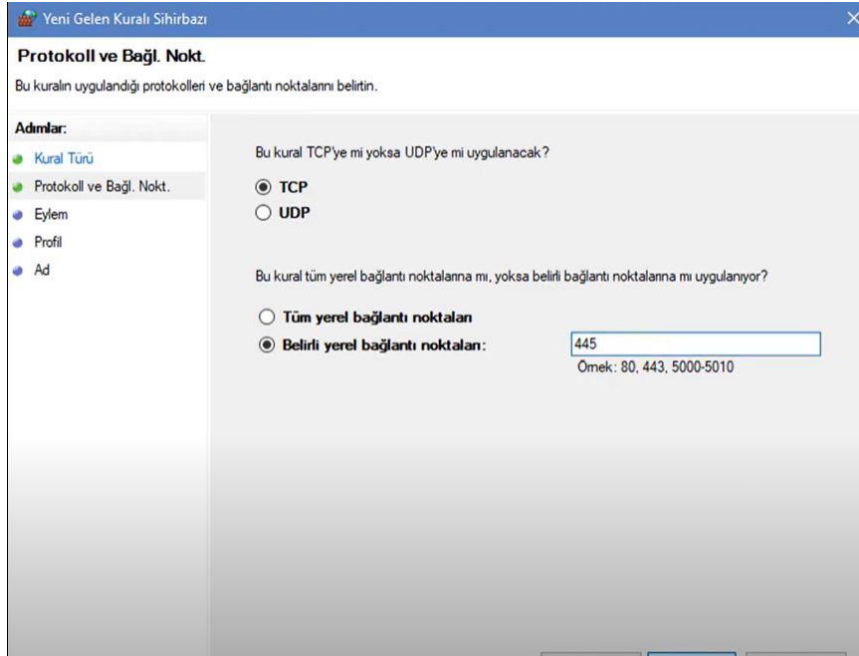 Yeni Gelen Kuralı Sihirbazı
Protokoll ve Bağl. Nokt.
Bu kuralın uygulandığı protokolleri ve bağlantı noktalarını belirtin.
Adımlar:
Kural Türü
Protokoll ve Bağl. Nokt.
Eylem
Profil
Ad
Bu kural TCP'ye mi yoksa UDP'ye mi uygulanacak?
TCP
UDP
Bu kural tüm yerel bağlantı noktalarına mı, yoksa belirli bağlantı noktalarına mı uygulanıyor?
Tüm yerel bağlantı noktaları
Belirli yerel bağlantı noktaları: 445
Örnek: 80, 443, 5000-5010